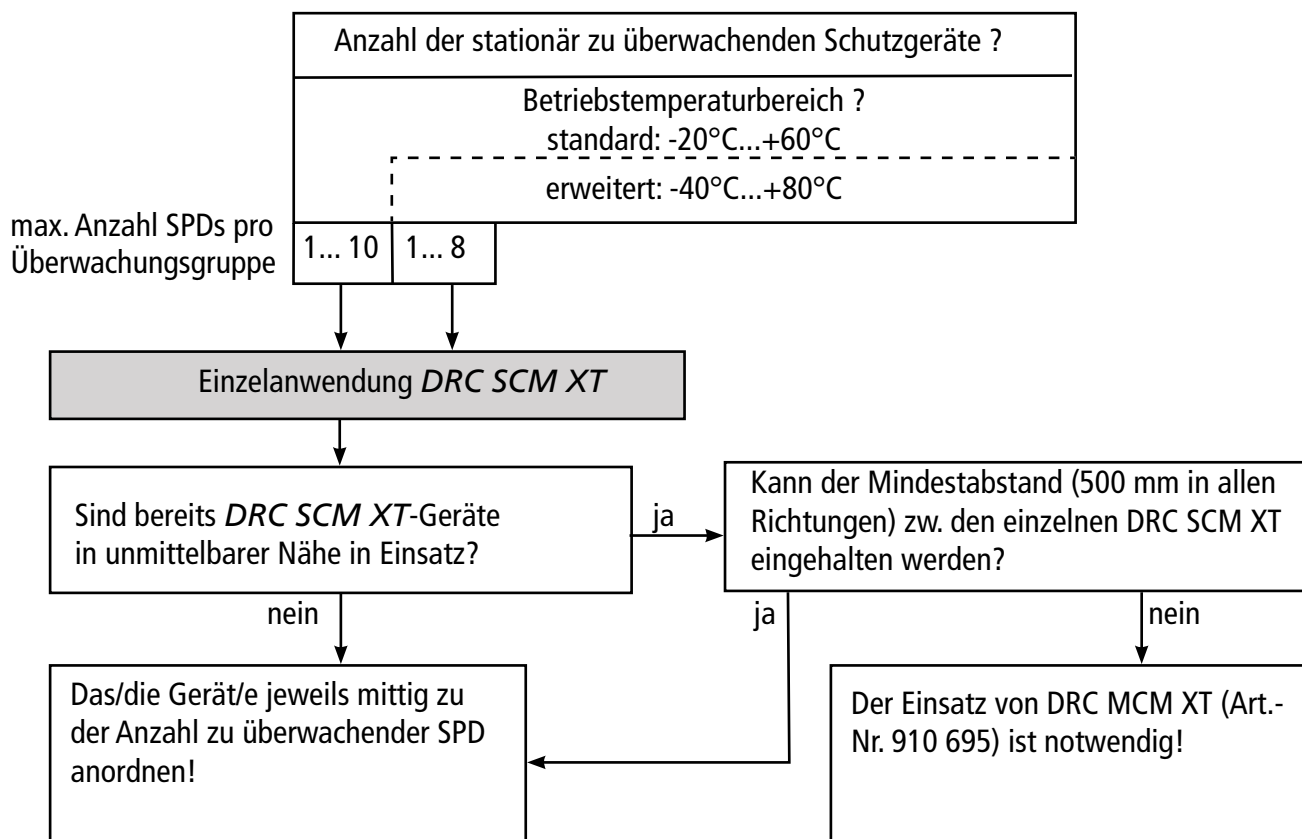 Anzahl der stationär zu überwachenden Schutzgeräte ?
Betriebstemperaturbereich ?
standard: -20°C...+60°C
erweitert: -40°C...+80°C
max. Anzahl SPDs pro
Überwachungsgruppe
1... 10
1... 8
Einzelanwendung DRC SCM XT
Sind bereits DRC SCM XT-Geräte
in unmittelbarer Nähe in Einsatz?
ja
Kann der Mindestabstand (500 mm in allen
Richtungen) zw. den einzelnen DRC SCM XT
eingehalten werden?
nein
ja
nein
Das/die Gerät/e jeweils mittig zu
der Anzahl zu überwachender SPD
anordnen!
Der Einsatz von DRC MCM XT (Art.-
Nr. 910 695) ist notwendig!